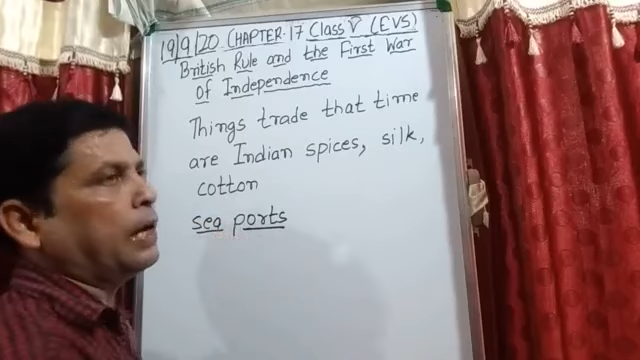 19/9/20 CHAPTER-17 Class V (EVS)
British Rule and the First War
of Independence
Things trade that time
are Indian spices, silk,
cotton
sea ports